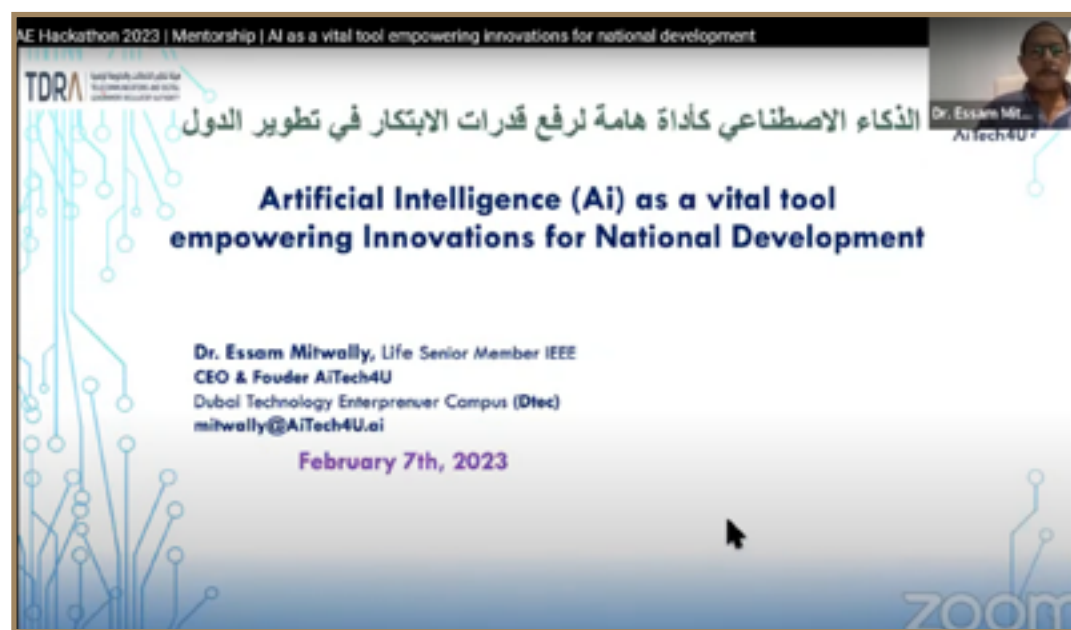 AE Hackathon 2023 | Mentorship | AI as a vital tool empowering innovations for national development
TDRA
Dr. Essam Mit...
AiTech4U
الذكاء الاصطناعي كأداة هامة لرفع قدرات الابتكار في تطوير الدول
Artificial Intelligence (Ai) as a vital tool
empowering Innovations for National Development
Dr. Essam Mitwally, Life Senior Member IEEE
CEO & Fouder AiTech4U
Dubai Technology Enterprenuer Campus (Dtec)
mitwally@AiTech4U.ai
February 7th, 2023
zoom